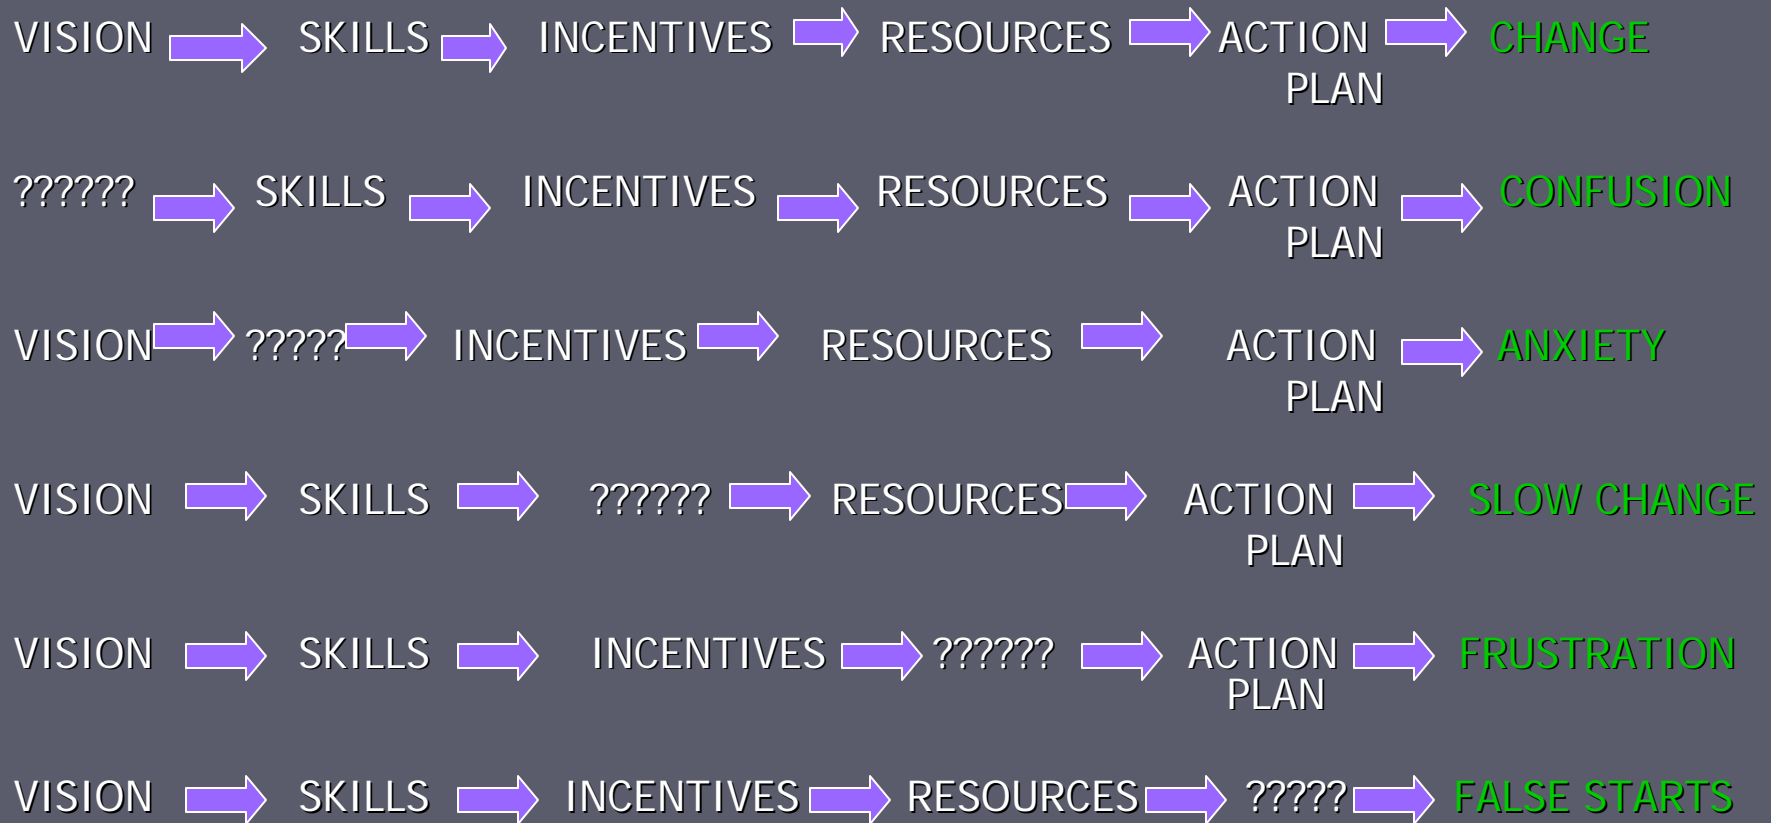 VISION SKILLS INCENTIVES RESOURCES ACTION CHANGE
PLAN
?????? SKILLS INCENTIVES RESOURCES ACTION CONFUSION
PLAN
VISION ????? INCENTIVES RESOURCES ACTION ANXIETY
PLAN
VISION SKILLS ?????? RESOURCES ACTION SLOW CHANGE
PLAN
VISION SKILLS INCENTIVES ?????? ACTION FRUSTRATION
PLAN
VISION SKILLS INCENTIVES RESOURCES ????? FALSE STARTS